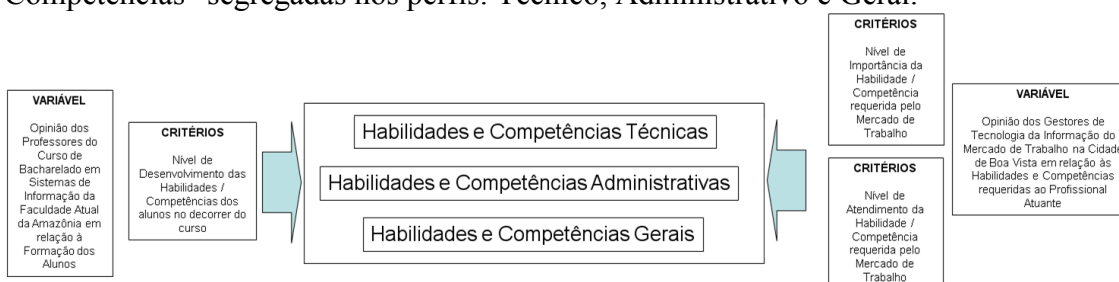 Competências" segregadas nos perfis: Técnico, Administrativo e Geral.
VARIÁVEL
Opinião dos
Professores do
Curso de
Bacharelado em
Sistemas de
Informação da
Faculdade Atual
da Amazônia em
relação à
Formação dos
Alunos
CRITÉRIOS
Nível de
Desenvolvimento das
Habilidades /
Competências dos
alunos no decorrer do
curso
Habilidades e Competências Técnicas
Habilidades e Competências Administrativas
Habilidades e Competências Gerais
CRITÉRIOS
Nível de
Importância da
Habilidade /
Competência
requerida pelo
Mercado de
Trabalho
CRITÉRIOS
Nível de
Atendimento da
Habilidade /
Competência
requerida pelo
Mercado de
Trabalho
VARIÁVEL
Opinião dos Gestores de
Tecnologia da Informação do
Mercado de Trabalho na Cidade
de Boa Vista em relação às
Habilidades e Competências
requeridas ao Profissional
Atuante